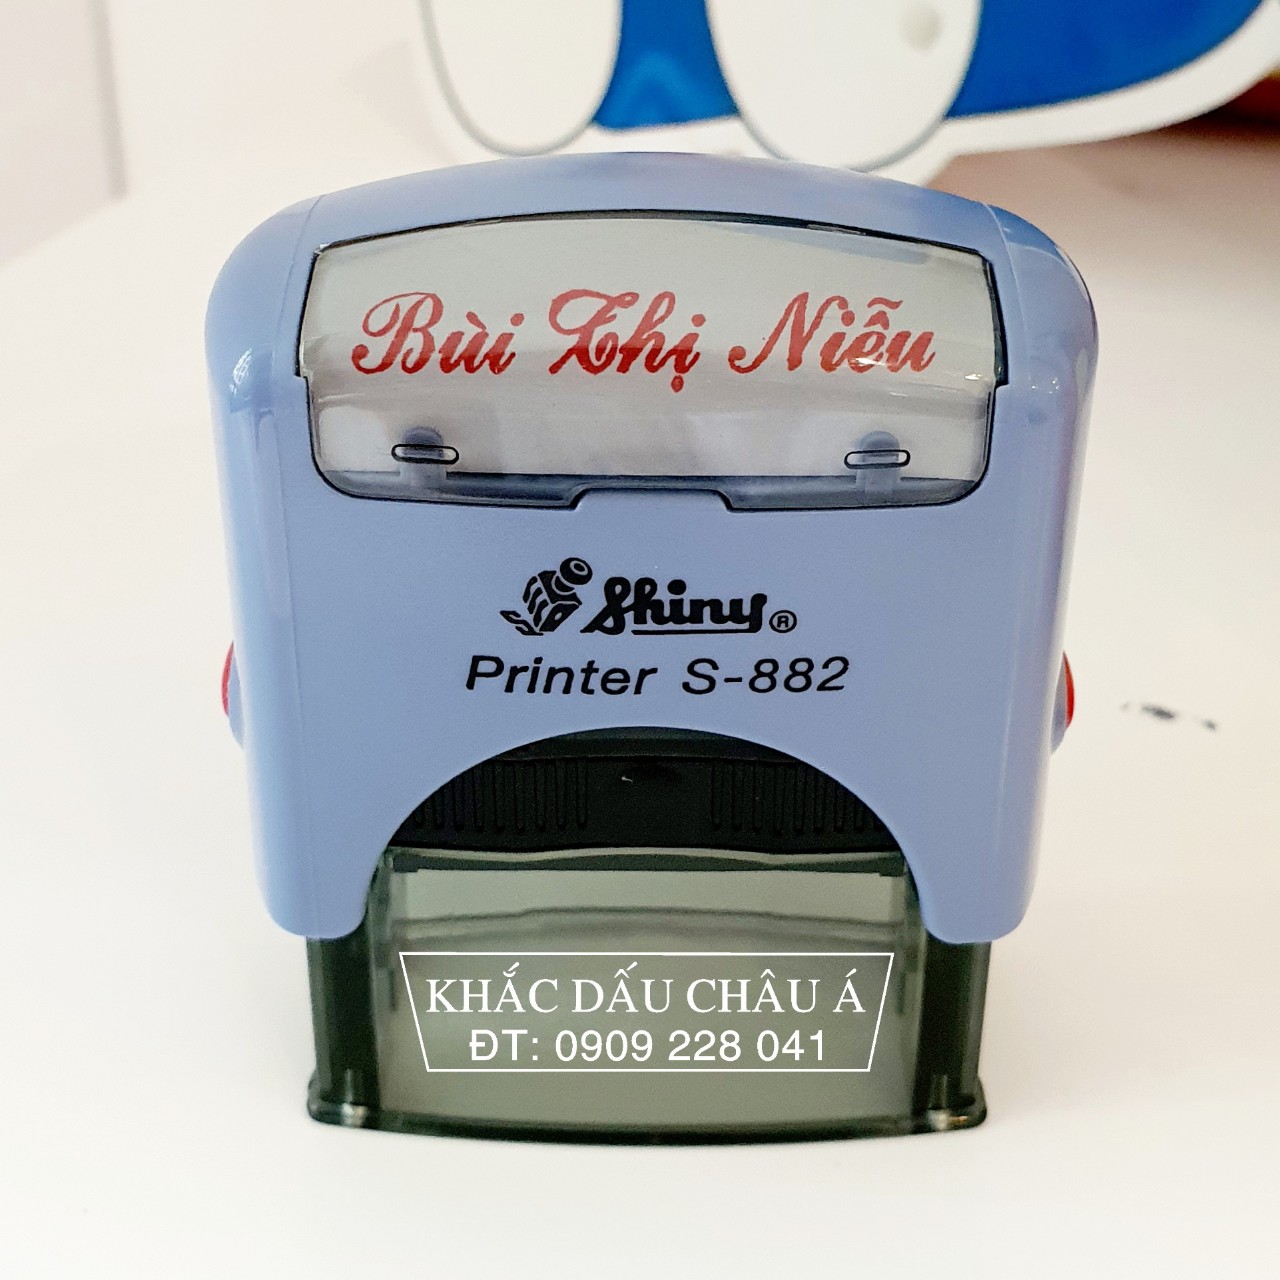 Bùi Thị Niễu
Shiny ®
Printer S-882
KHẮC DẤU CHÂU Á
ĐT: 0909 228 041